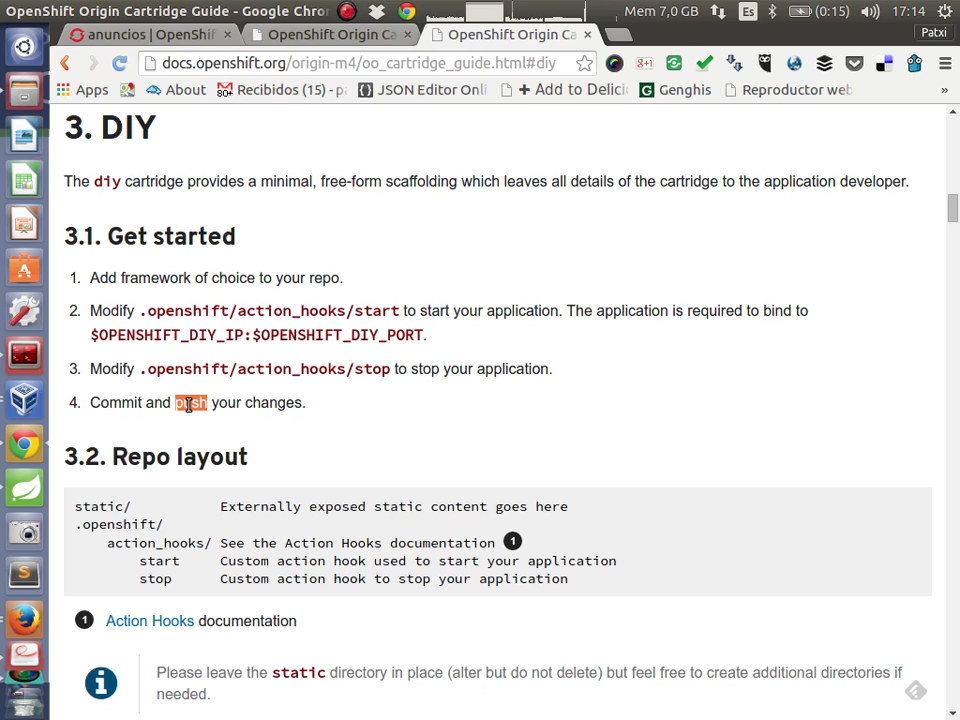 OpenShift Origin Cartridge Guide - Google Chro
Mem 7,0 GB Es (0:15) 17:14
anuncios | OpenShif × OpenShift Origin Ca × OpenShift Origin Ca × Patxi
docs.openshift.org/origin-m4/oo_cartridge_guide.html#diy
Apps About Recibidos (15) - pa JSON Editor Onli + Add to Delici Genghis Reproductor web »
3. DIY
The diy cartridge provides a minimal, free-form scaffolding which leaves all details of the cartridge to the application developer.
3.1. Get started
1. Add framework of choice to your repo.
2. Modify .openshift/action_hooks/start to start your application. The application is required to bind to
$OPENSHIFT_DIY_IP:$OPENSHIFT_DIY_PORT.
3. Modify .openshift/action_hooks/stop to stop your application.
4. Commit and push your changes.
3.2. Repo layout
static/ Externally exposed static content goes here
.openshift/
action_hooks/ See the Action Hooks documentation 1
start Custom action hook used to start your application
stop Custom action hook to stop your application
1 Action Hooks documentation
Please leave the static directory in place (alter but do not delete) but feel free to create additional directories if
needed.